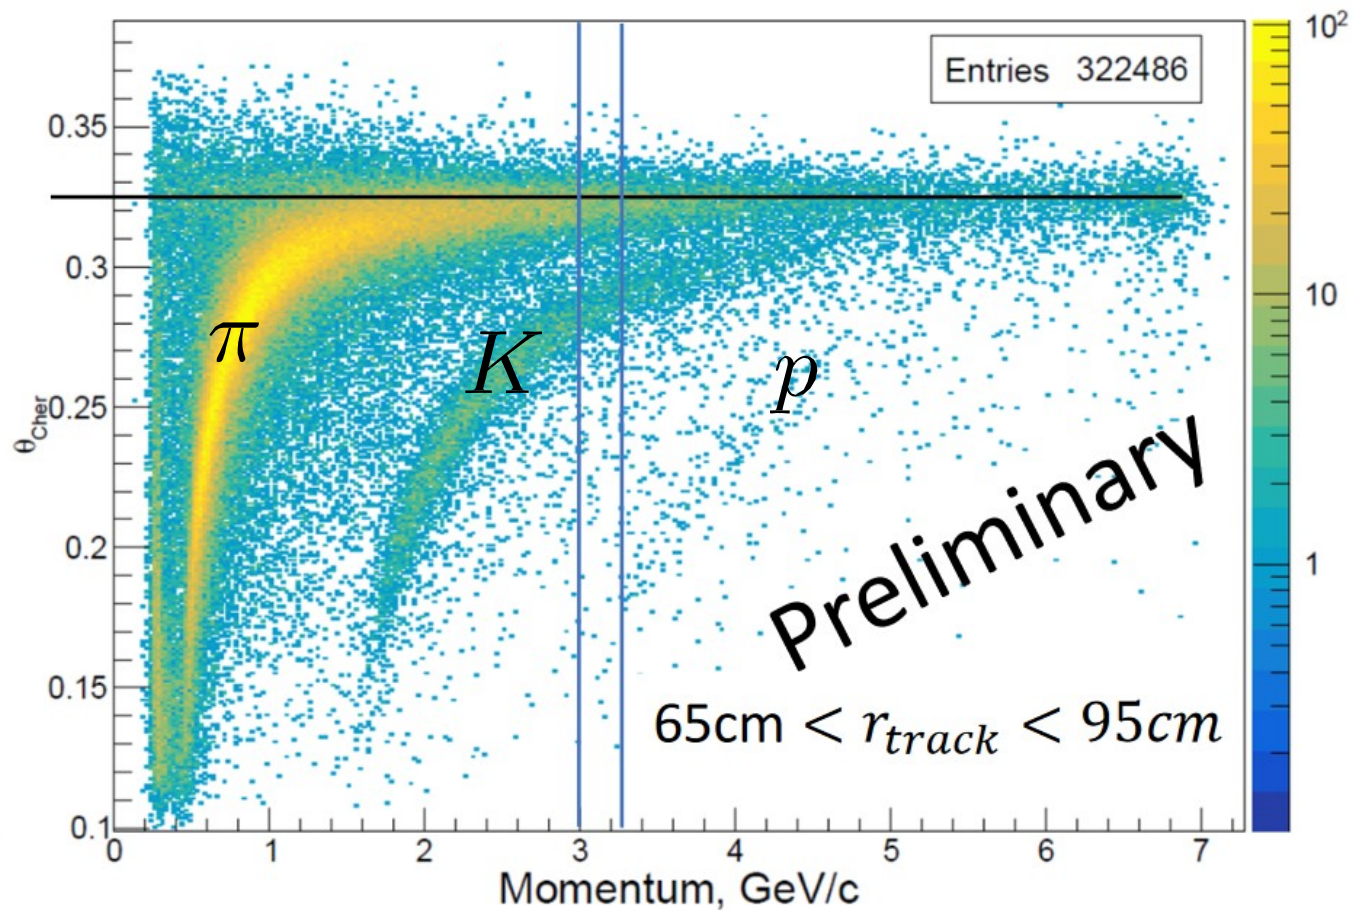 Entries 322486
10²
0.35
0.3
10
π
K
p
0.25
θCher
Preliminary
0.2
1
0.15
65cm < r_track < 95cm
0.1
0 1 2 3 4 5 6 7
Momentum, GeV/c